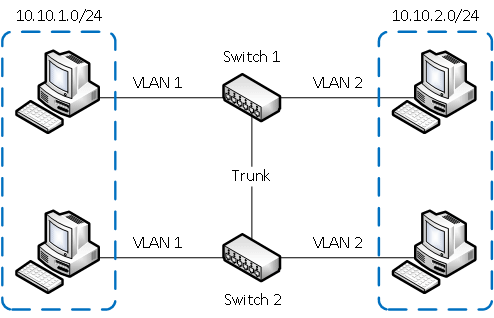 10.10.1.0/24
10.10.2.0/24
Switch 1
VLAN 1
VLAN 2
Trunk
VLAN 1
VLAN 2
Switch 2